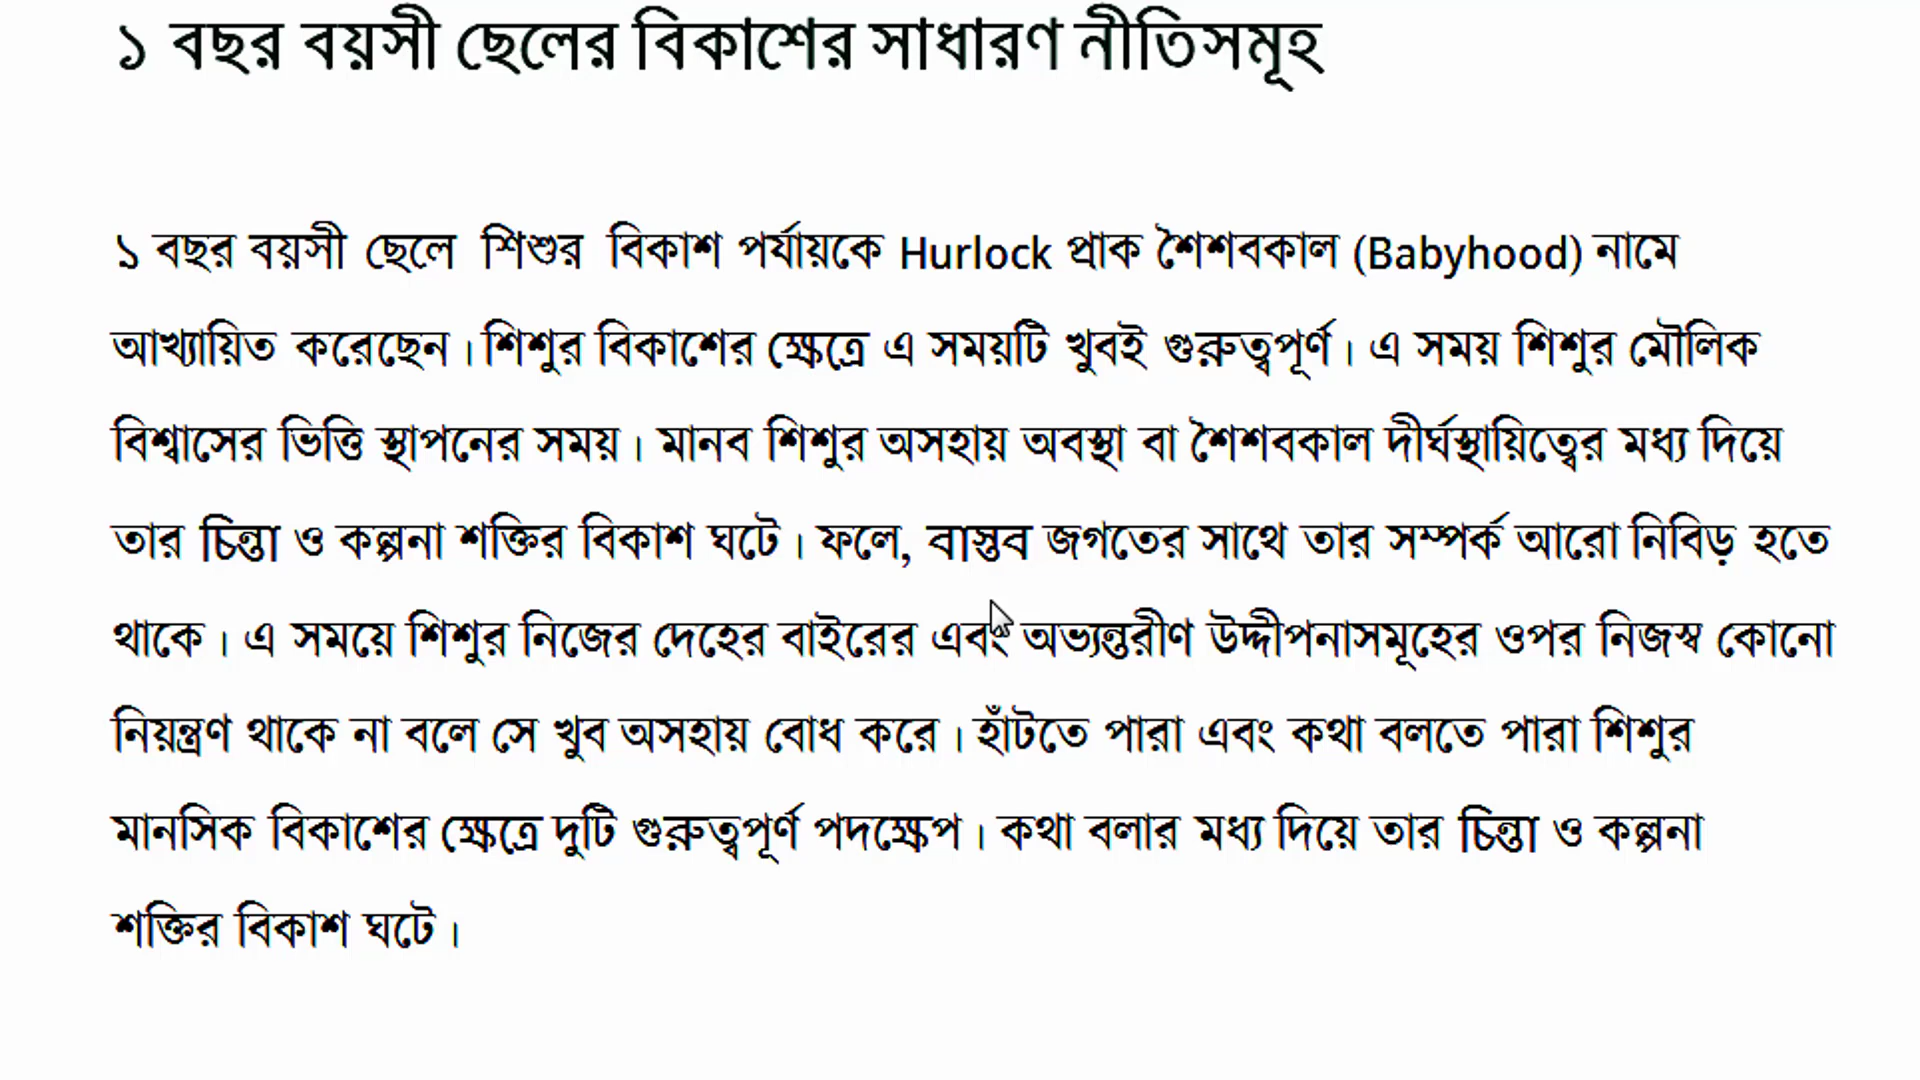 ১ বছর বয়সী ছেলের বিকাশের সাধারণ নীতিসমূহ
১ বছর বয়সী ছেলে শিশুর বিকাশ পর্যায়কে Hurlock প্রাক শৈশবকাল (Babyhood) নামে
আখ্যায়িত করেছেন। শিশুর বিকাশের ক্ষেত্রে এ সময়টি খুবই গুরুত্বপূর্ণ। এ সময় শিশুর মৌলিক
বিশ্বাসের ভিত্তি স্থাপনের সময়। মানব শিশুর অসহায় অবস্থা বা শৈশবকাল দীর্ঘস্থায়িত্বের মধ্য দিয়ে
তার চিন্তা ও কল্পনা শক্তির বিকাশ ঘটে। ফলে, বাস্তব জগতের সাথে তার সম্পর্ক আরো নিবিড় হতে
থাকে। এ সময়ে শিশুর নিজের দেহের বাইরের এবং অভ্যন্তরীণ উদ্দীপনাসমূহের ওপর নিজস্ব কোনো
নিয়ন্ত্রণ থাকে না বলে সে খুব অসহায় বোধ করে। হাঁটতে পারা এবং কথা বলতে পারা শিশুর
মানসিক বিকাশের ক্ষেত্রে দুটি গুরুত্বপূর্ণ পদক্ষেপ। কথা বলার মধ্য দিয়ে তার চিন্তা ও কল্পনা
শক্তির বিকাশ ঘটে।